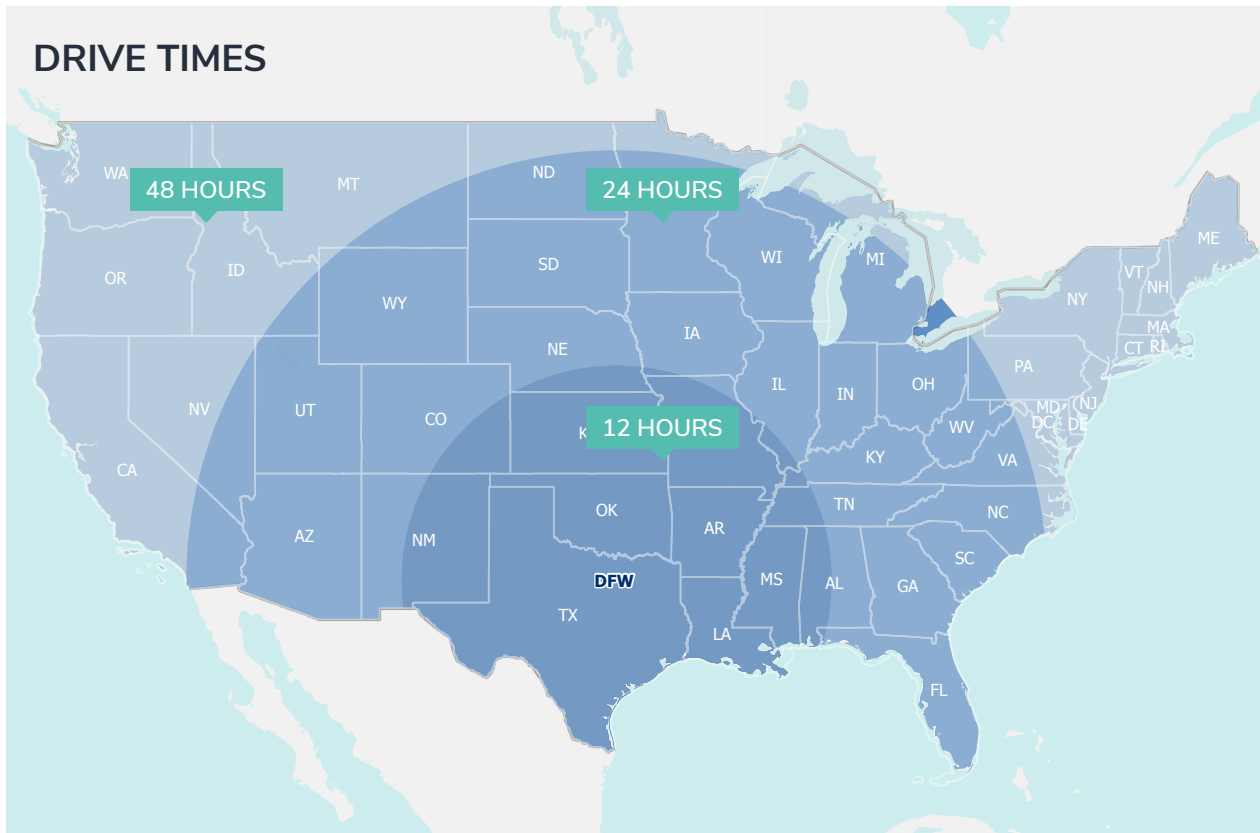 DRIVE TIMES
WA
48 HOURS
MT
ND
24 HOURS
ME
OR
ID
SD
WI
MI
VT
NH
NY
WY
IA
MA
NE
CT
RI
PA
NV
UT
CO
IL
IN
OH
MD
NJ
DC
DE
K
12 HOURS
WV
CA
KY
VA
TN
OK
AR
NC
AZ
NM
SC
DFW
MS
AL
GA
TX
LA
FL